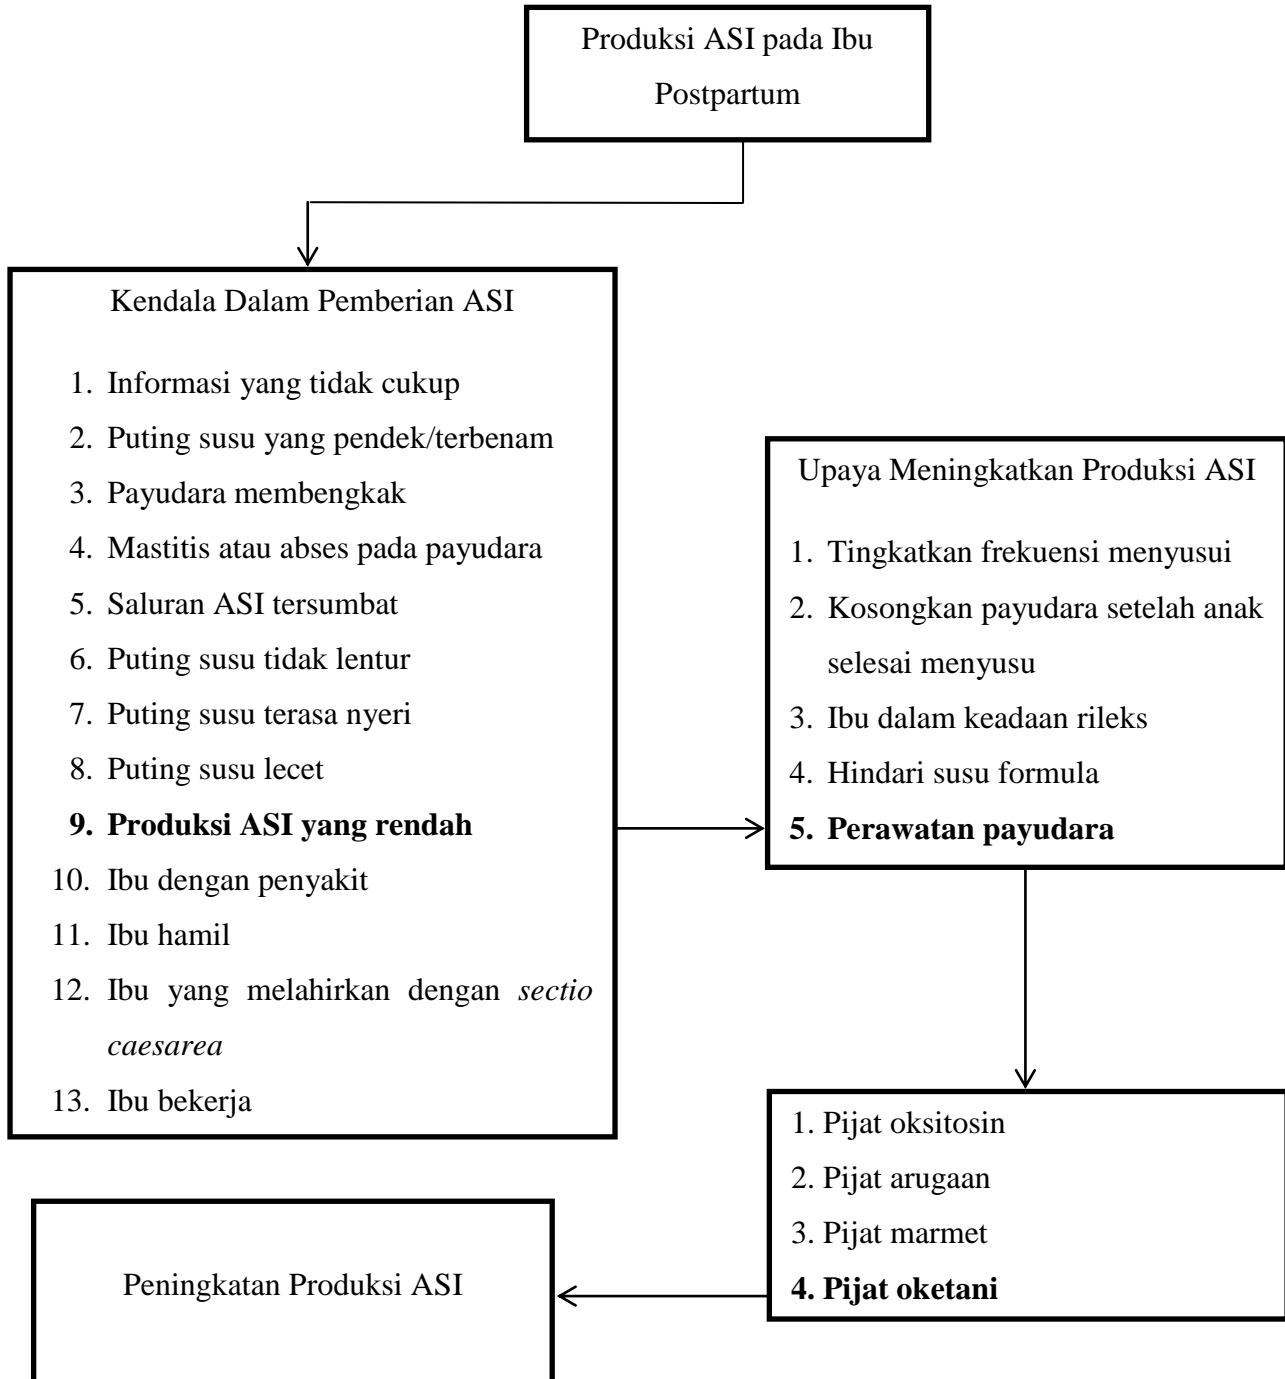 Produksi ASI pada Ibu
Postpartum
Kendala Dalam Pemberian ASI
1. Informasi yang tidak cukup
2. Puting susu yang pendek/terbenam
3. Payudara membengkak
4. Mastitis atau abses pada payudara
5. Saluran ASI tersumbat
6. Puting susu tidak lentur
7. Puting susu terasa nyeri
8. Puting susu lecet
9. Produksi ASI yang rendah
10. Ibu dengan penyakit
11. Ibu hamil
12. Ibu yang melahirkan dengan sectio
caesarea
13. Ibu bekerja
Upaya Meningkatkan Produksi ASI
1. Tingkatkan frekuensi menyusui
2. Kosongkan payudara setelah anak
selesai menyusu
3. Ibu dalam keadaan rileks
4. Hindari susu formula
5. Perawatan payudara
1. Pijat oksitosin
2. Pijat arugaan
3. Pijat marmet
4. Pijat oketani
Peningkatan Produksi ASI